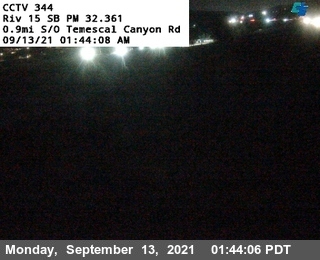 CCTV 344
Riv 15 SB PM 32.361
0.9mi S/O Temescal Canyon Rd
09/13/21 01:44:08 AM
Monday, September 13, 2021 01:44:06 PDT